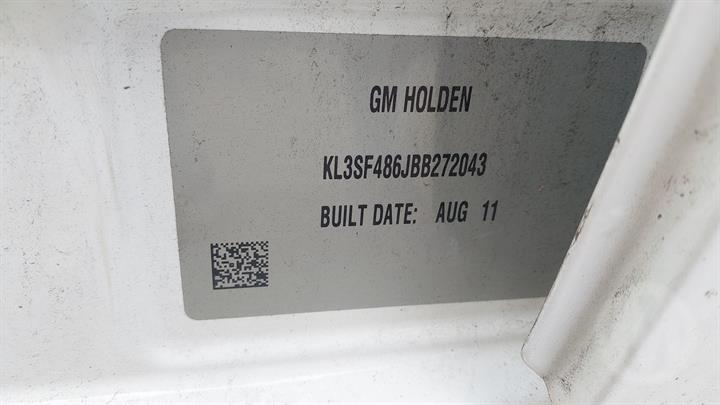 GM HOLDEN
KL3SF486JBB272043
BUILT DATE: AUG 11